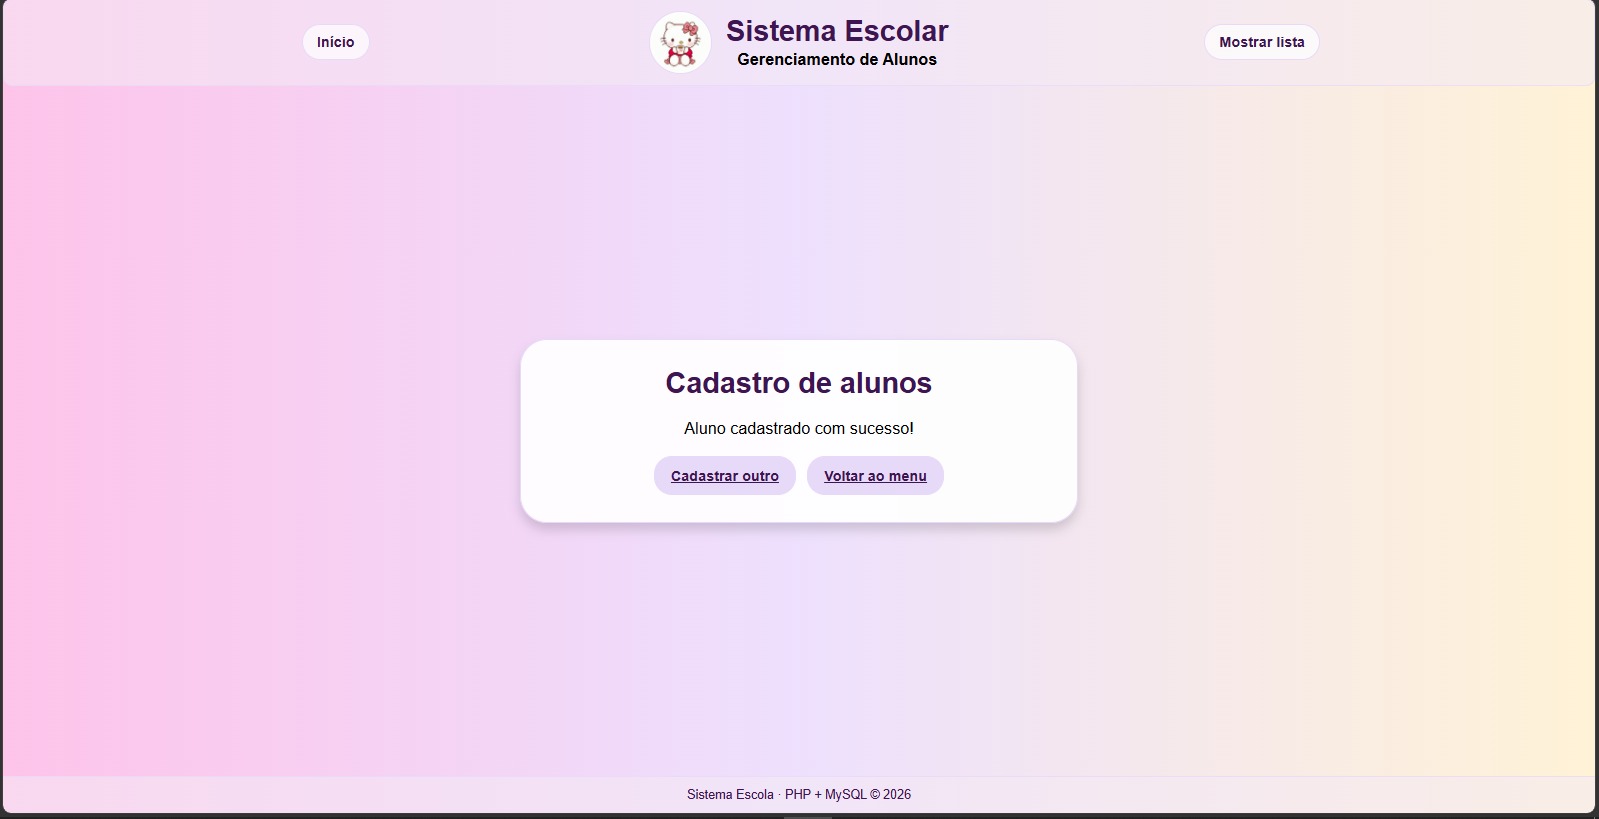 Início
Sistema Escolar
Gerenciamento de Alunos
Mostrar lista
Cadastro de alunos
Aluno cadastrado com sucesso!
Cadastrar outro
Voltar ao menu
Sistema Escola · PHP + MySQL © 2026